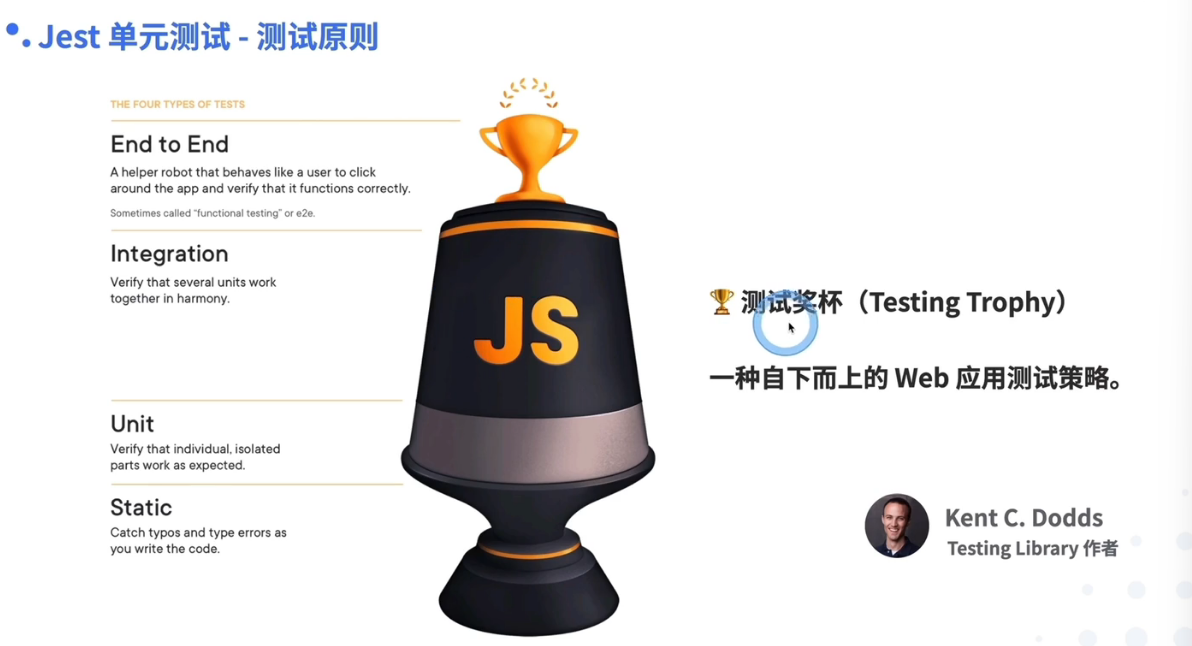 Jest 单元测试 - 测试原则
THE FOUR TYPES OF TESTS
End to End
A helper robot that behaves like a user to click
around the app and verify that it functions correctly.
Sometimes called “functional testing” or e2e.
Integration
Verify that several units work
together in harmony.
Unit
Verify that individual, isolated
parts work as expected.
Static
Catch typos and type errors as
you write the code.
JS
测试奖杯（Testing Trophy）
一种自下而上的 Web 应用测试策略。
Kent C. Dodds
Testing Library 作者